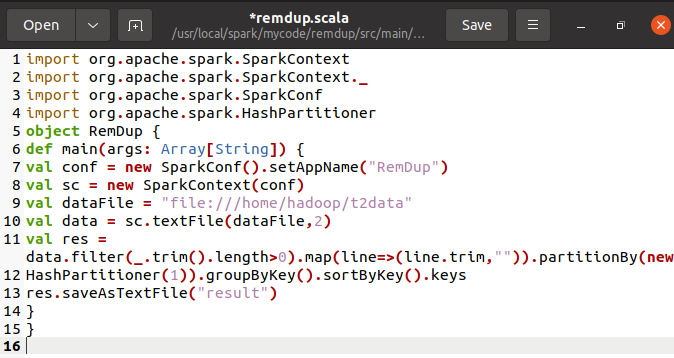 Open
*remdup.scala
/usr/local/spark/mycode/remdup/src/main/...
Save
1 import org.apache.spark.SparkContext
2 import org.apache.spark.SparkContext._
3 import org.apache.spark.SparkConf
4 import org.apache.spark.HashPartitioner
5 object RemDup {
6 def main(args: Array[String]) {
7 val conf = new SparkConf().setAppName("RemDup")
8 val sc = new SparkContext(conf)
9 val dataFile = "file:///home/hadoop/t2data"
10 val data = sc.textFile(dataFile,2)
11 val res =
data.filter(_.trim().length>0).map(line=>(line.trim,"")).partitionBy(new
12 HashPartitioner(1)).groupByKey().sortByKey().keys
13 res.saveAsTextFile("result")
14 }
15 }
16